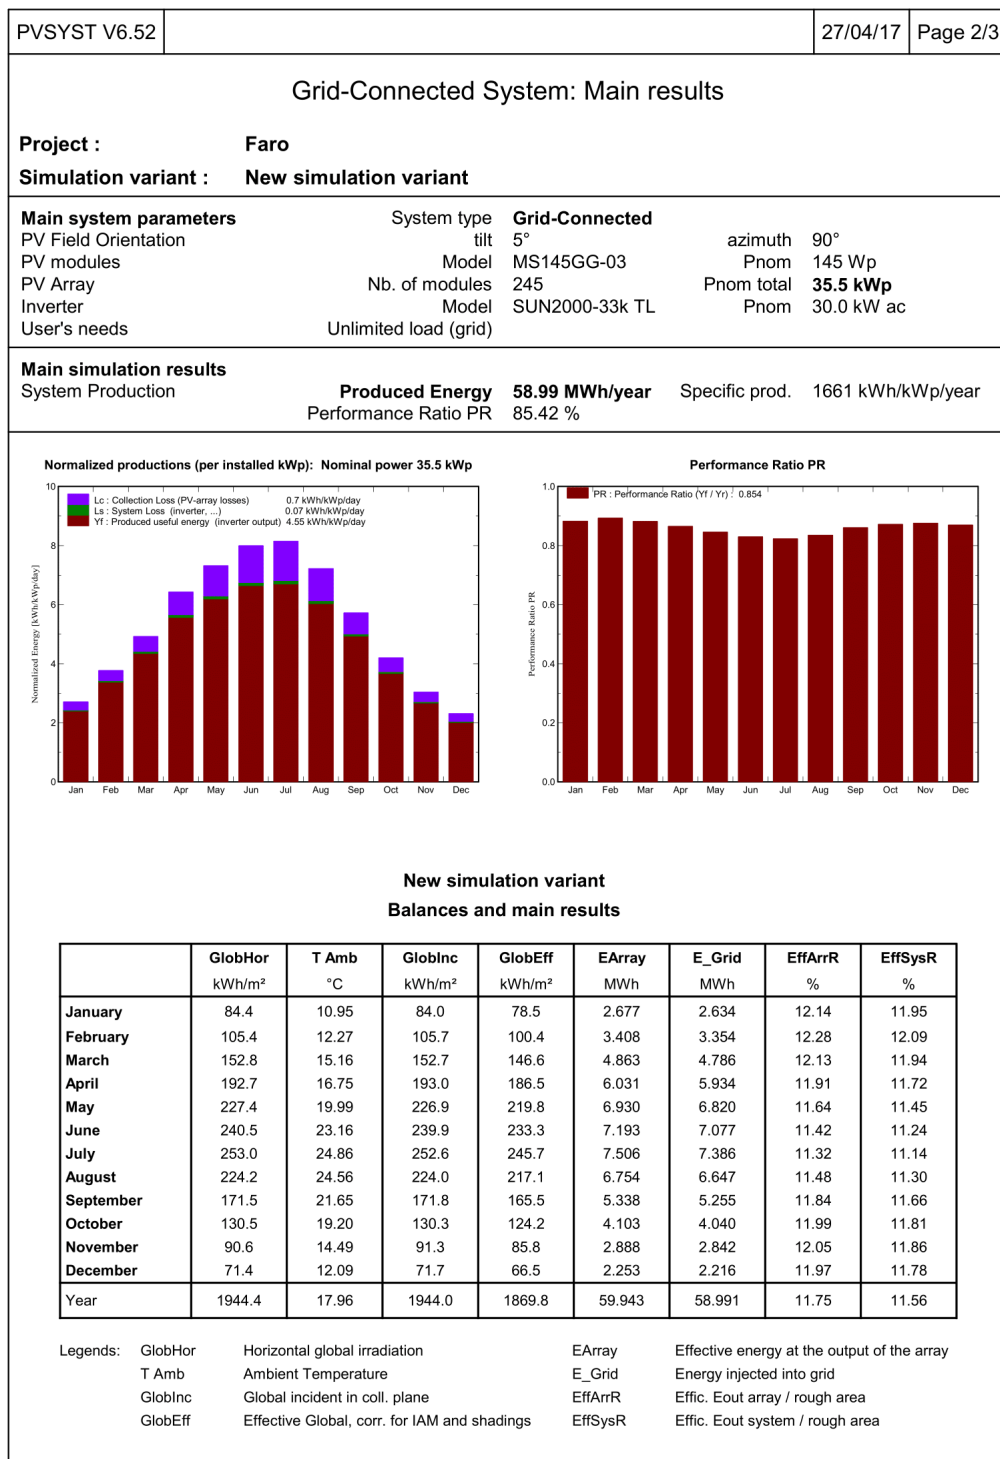 PVSYST V6.52 27/04/17 Page 2/3
Grid-Connected System: Main results
Project : Faro
Simulation variant : New simulation variant
Main system parameters System type Grid-Connected
PV Field Orientation tilt 5° azimuth 90°
PV modules Model MS145GG-03 Pnom 145 Wp
PV Array Nb. of modules 245 Pnom total 35.5 kWp
Inverter Model SUN2000-33k TL Pnom 30.0 kW ac
User's needs Unlimited load (grid)
Main simulation results
System Production Produced Energy 58.99 MWh/year Specific prod. 1661 kWh/kWp/year
Performance Ratio PR 85.42 %
Normalized productions (per installed kWp): Nominal power 35.5 kWp
Lc : Collection Loss (PV-array losses) 0.7 kWh/kWp/day
Ls : System Loss (inverter, ...) 0.07 kWh/kWp/day
Yf : Produced useful energy (inverter output) 4.55 kWh/kWp/day
Normalized Energy [kWh/kWp/day]
10
8
6
4
2
0
Jan Feb Mar Apr May Jun Jul Aug Sep Oct Nov Dec
Performance Ratio PR
PR : Performance Ratio (Yf / Yr) : 0.854
Performance Ratio PR
1.0
0.8
0.6
0.4
0.2
0.0
Jan Feb Mar Apr May Jun Jul Aug Sep Oct Nov Dec
New simulation variant
Balances and main results
GlobHor T Amb GlobInc GlobEff EArray E_Grid EffArrR EffSysR
kWh/m² °C kWh/m² kWh/m² MWh MWh % %
January 84.4 10.95 84.0 78.5 2.677 2.634 12.14 11.95
February 105.4 12.27 105.7 100.4 3.408 3.354 12.28 12.09
March 152.8 15.16 152.7 146.6 4.863 4.786 12.13 11.94
April 192.7 16.75 193.0 186.5 6.031 5.934 11.91 11.72
May 227.4 19.99 226.9 219.8 6.930 6.820 11.64 11.45
June 240.5 23.16 239.9 233.3 7.193 7.077 11.42 11.24
July 253.0 24.86 252.6 245.7 7.506 7.386 11.32 11.14
August 224.2 24.56 224.0 217.1 6.754 6.647 11.48 11.30
September 171.5 21.65 171.8 165.5 5.338 5.255 11.84 11.66
October 130.5 19.20 130.3 124.2 4.103 4.040 11.99 11.81
November 90.6 14.49 91.3 85.8 2.888 2.842 12.05 11.86
December 71.4 12.09 71.7 66.5 2.253 2.216 11.97 11.78
Year 1944.4 17.96 1944.0 1869.8 59.943 58.991 11.75 11.56
Legends: GlobHor Horizontal global irradiation EArray Effective energy at the output of the array
T Amb Ambient Temperature E_Grid Energy injected into grid
GlobInc Global incident in coll. plane EffArrR Effic. Eout array / rough area
GlobEff Effective Global, corr. for IAM and shadings EffSysR Effic. Eout system / rough area